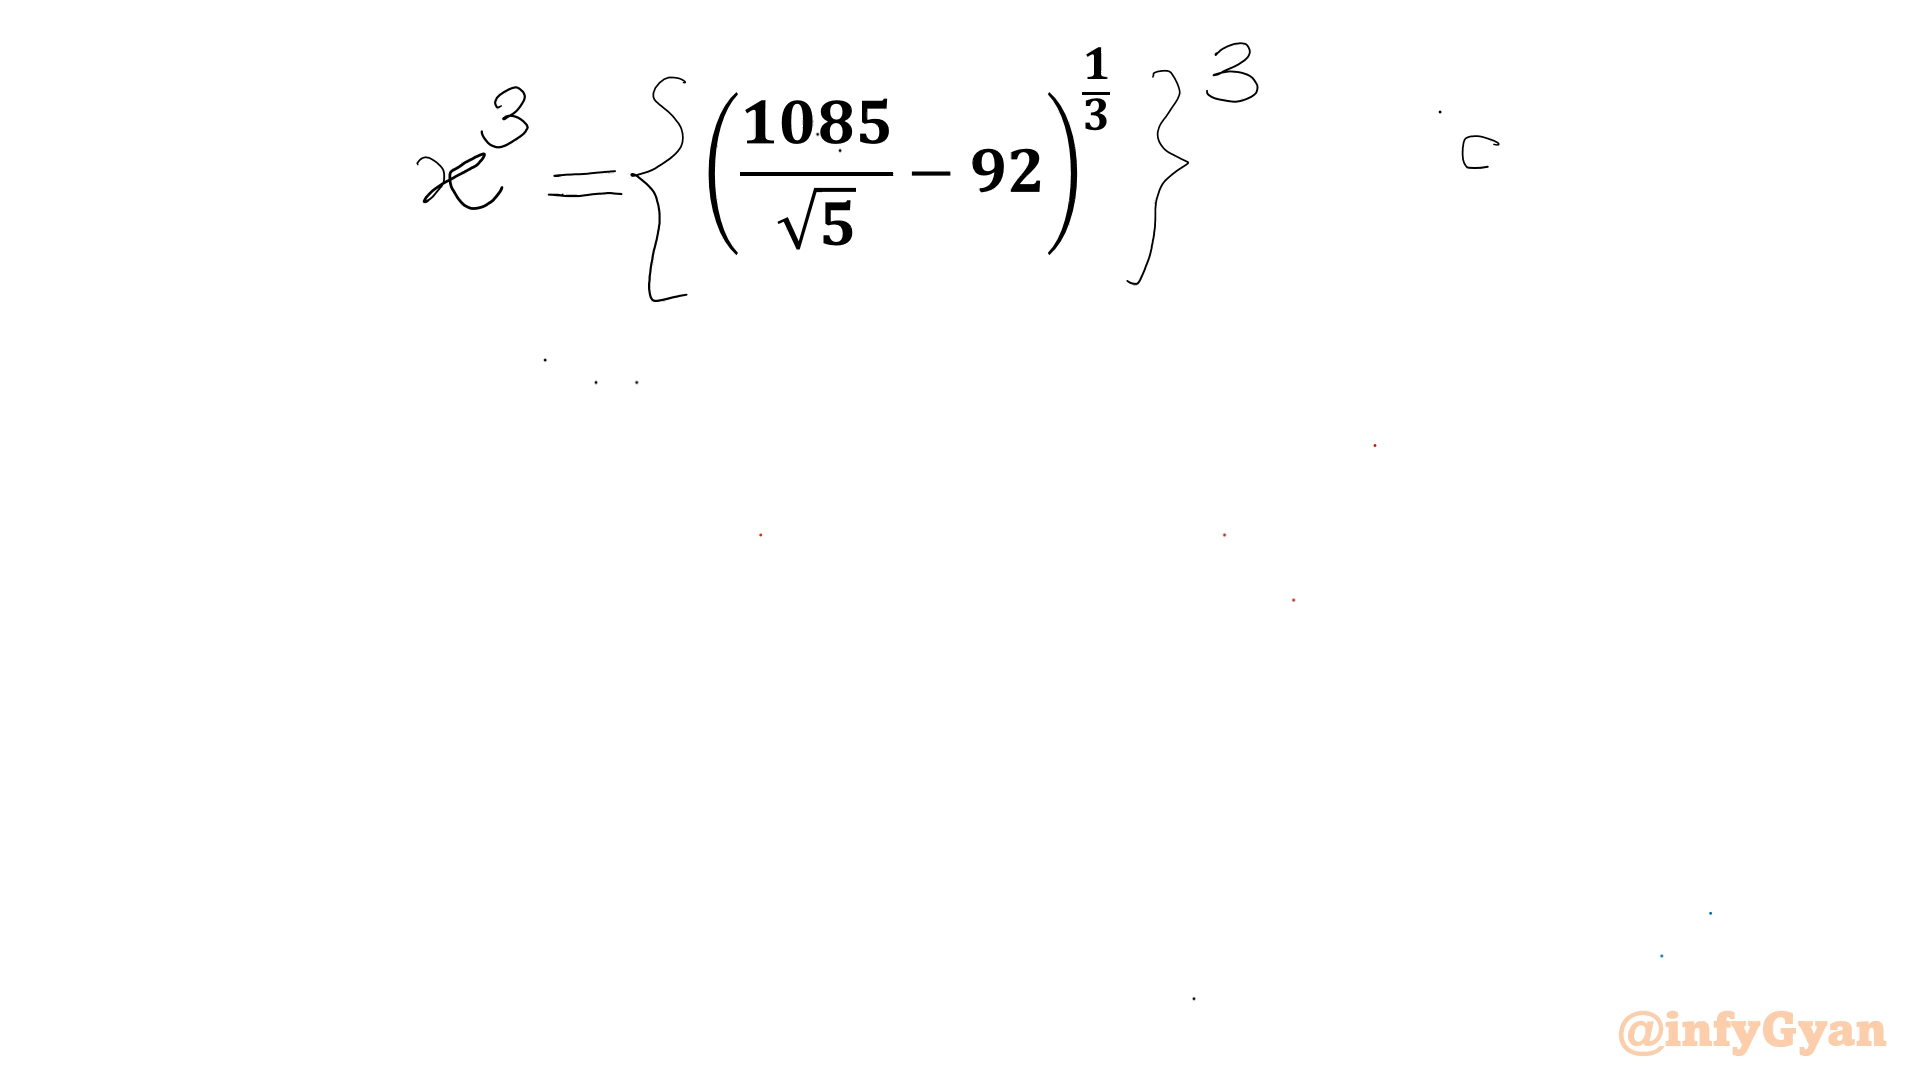 x³ = { (1085/√5 − 92)^(1/3) }³ =
@infyGyan